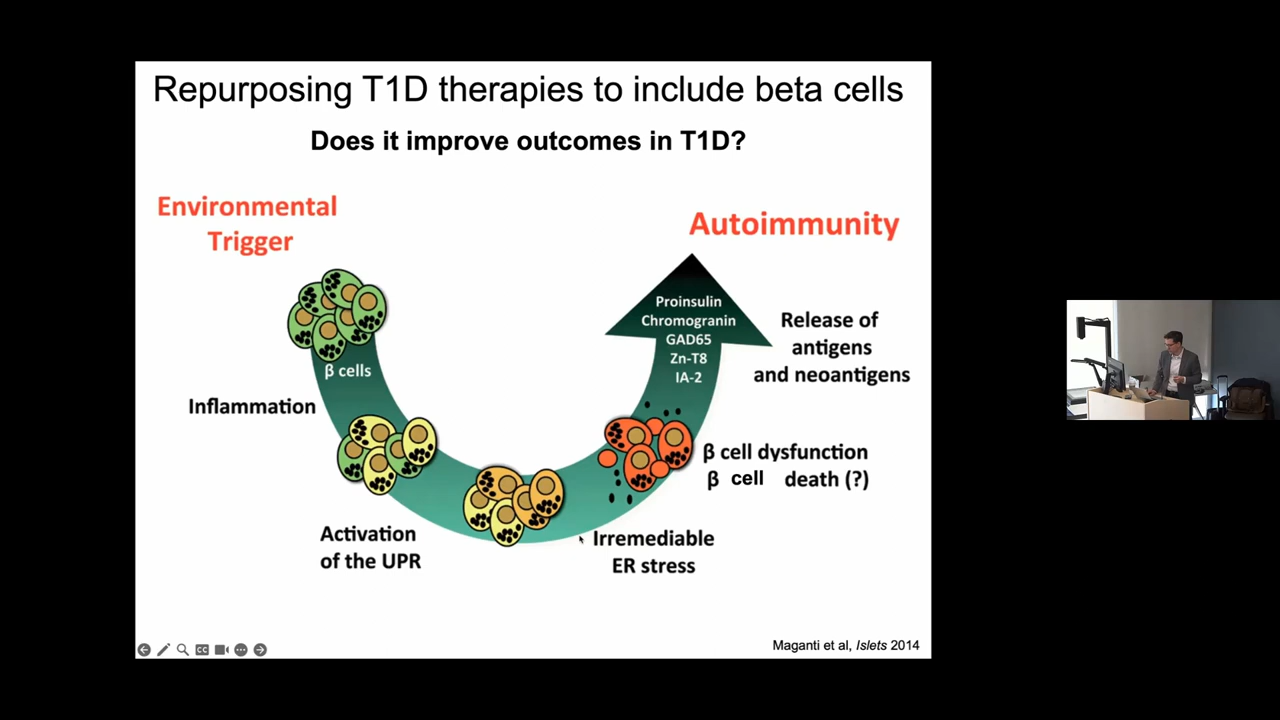 Repurposing T1D therapies to include beta cells
Does it improve outcomes in T1D?
Environmental
Trigger
Autoimmunity
Proinsulin
Chromogranin
GAD65
Zn-T8
IA-2
Release of
antigens
and neoantigens
β cells
Inflammation
β cell dysfunction
β cell death (?)
Activation
of the UPR
Irremediable
ER stress
CC
Maganti et al, Islets 2014